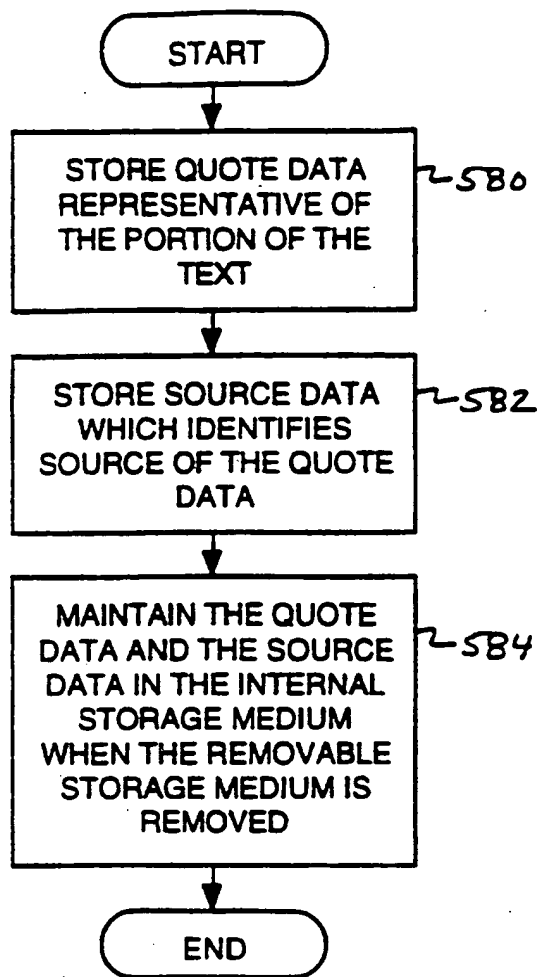 START
STORE QUOTE DATA
REPRESENTATIVE OF
THE PORTION OF THE
TEXT
580
STORE SOURCE DATA
WHICH IDENTIFIES
SOURCE OF THE QUOTE
DATA
582
MAINTAIN THE QUOTE
DATA AND THE SOURCE
DATA IN THE INTERNAL
STORAGE MEDIUM
WHEN THE REMOVABLE
STORAGE MEDIUM IS
REMOVED
584
END